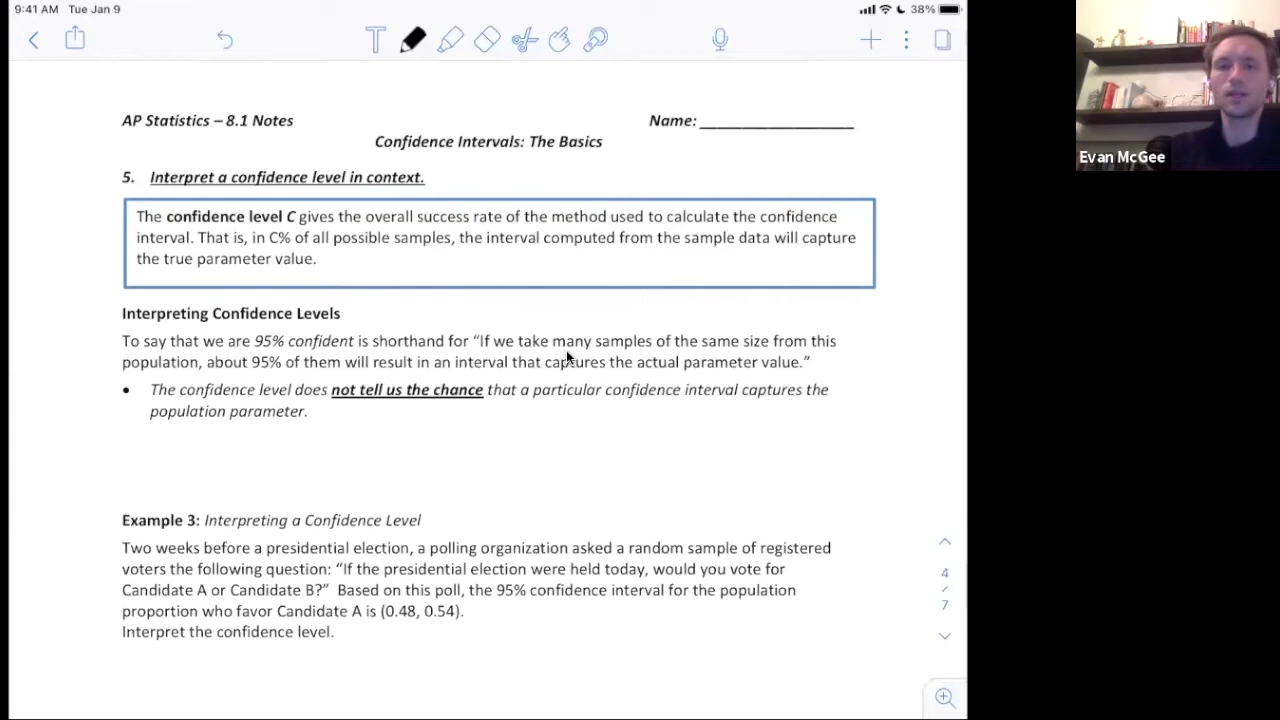 9:41 AM Tue Jan 9
38%
AP Statistics – 8.1 Notes
Name: ___________________
Confidence Intervals: The Basics
5. Interpret a confidence level in context.
The confidence level C gives the overall success rate of the method used to calculate the confidence
interval. That is, in C% of all possible samples, the interval computed from the sample data will capture
the true parameter value.
Interpreting Confidence Levels
To say that we are 95% confident is shorthand for “If we take many samples of the same size from this
population, about 95% of them will result in an interval that captures the actual parameter value.”
• The confidence level does not tell us the chance that a particular confidence interval captures the
population parameter.
Example 3: Interpreting a Confidence Level
Two weeks before a presidential election, a polling organization asked a random sample of registered
voters the following question: “If the presidential election were held today, would you vote for
Candidate A or Candidate B?” Based on this poll, the 95% confidence interval for the population
proportion who favor Candidate A is (0.48, 0.54).
Interpret the confidence level.
4
/
7
Evan McGee